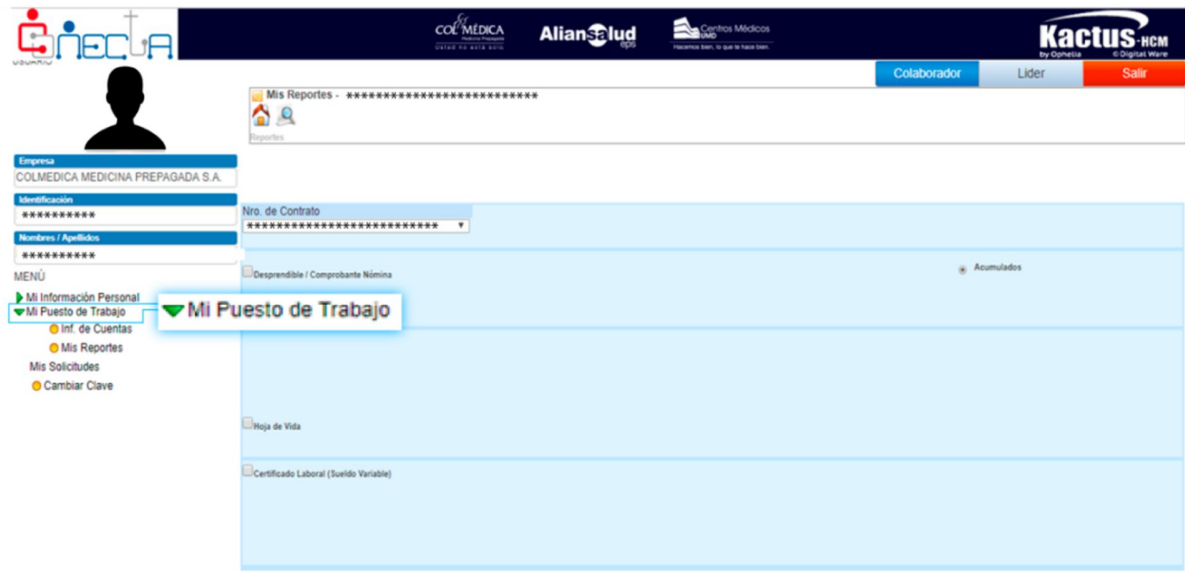 Conecta
USUARIO
COLMÉDICA
Medicina Prepagada
Usted no está solo.
Aliansalud
eps
Centros Médicos
UMD
Hacemos bien, lo que te hace bien.
Kactus-HCM
by Ophelia © Digital Ware
Colaborador Lider Salir
Mis Reportes - **************************
Reportes
Empresa
COLMEDICA MEDICINA PREPAGADA S.A.
Identificación
**********
Nombres / Apellidos
**********
MENÚ
Mi Información Personal
Mi Puesto de Trabajo
Mi Puesto de Trabajo
Inf. de Cuentas
Mis Reportes
Mis Solicitudes
Cambiar Clave
Nro. de Contrato
**************************
Desprendible / Comprobante Nómina
Acumulados
Hoja de Vida
Certificado Laboral (Sueldo Variable)